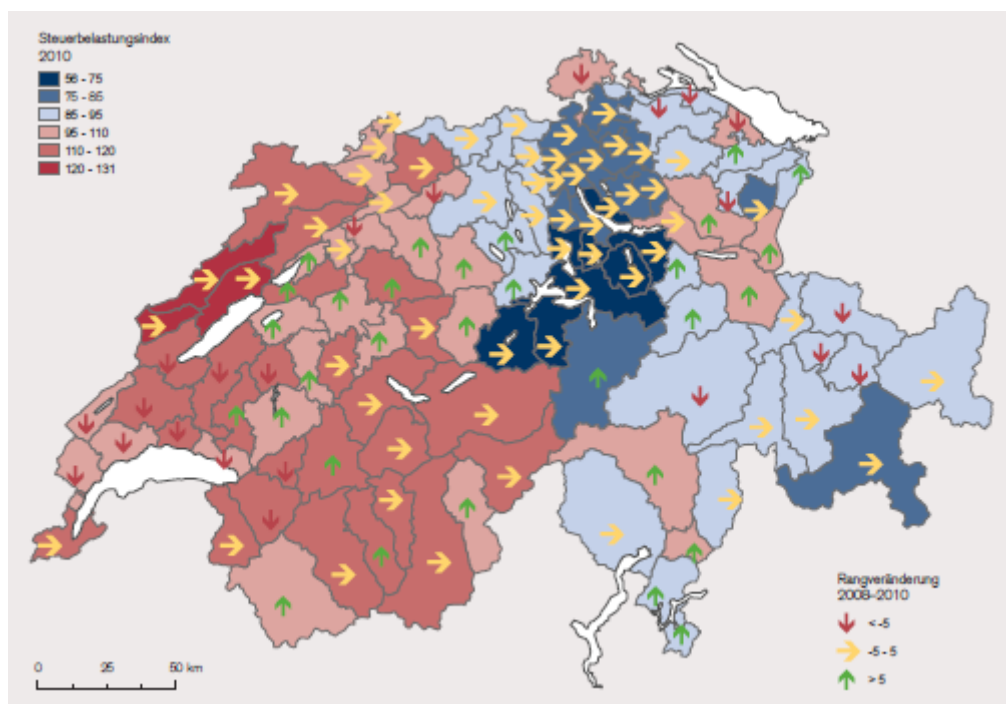 Steuerbelastungsindex
2010
56 - 75
75 - 85
85 - 95
95 - 110
110 - 120
120 - 131
Rangveränderung
2008–2010
< -5
-5 - 5
> 5
0 25 50 km